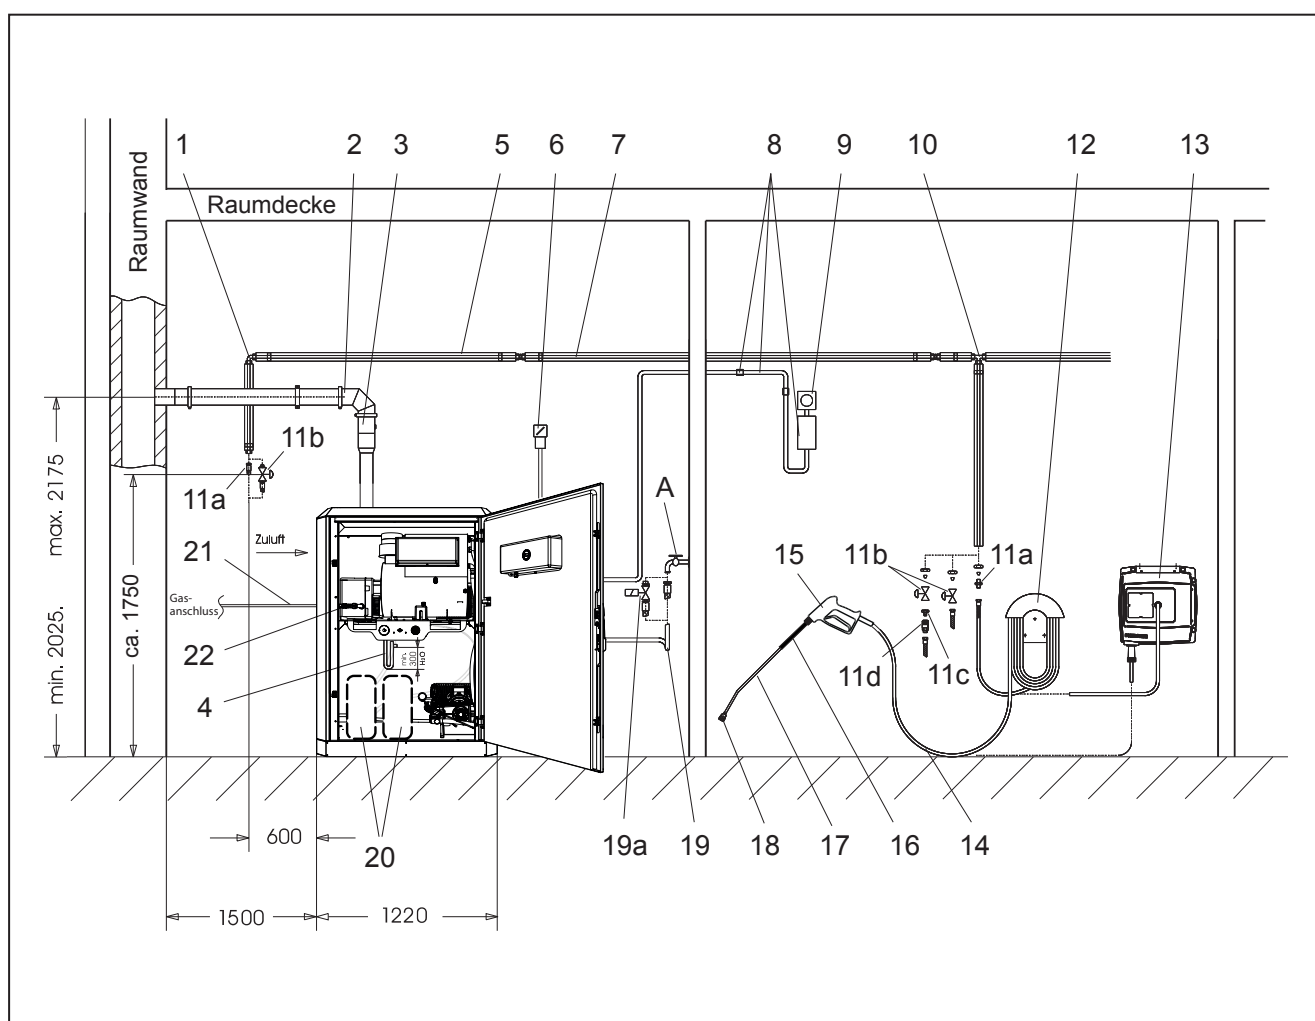 1
2
3
5
6
7
8
9
10
12
13
Raumwand
Raumdecke
11b
11a
max. 2175
min. 2025.
ca. 1750
Zuluft
21
Gas-
anschluss
22
4
min.
300
H₂O
A
15
11b
11a
11d
11c
600
20
19a
19
18
17
16
14
1500
1220